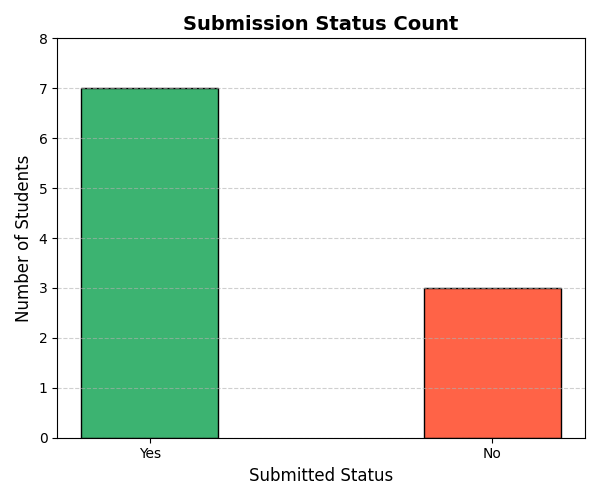 Submission Status Count
Number of Students
8
7
6
5
4
3
2
1
0
Yes
No
Submitted Status